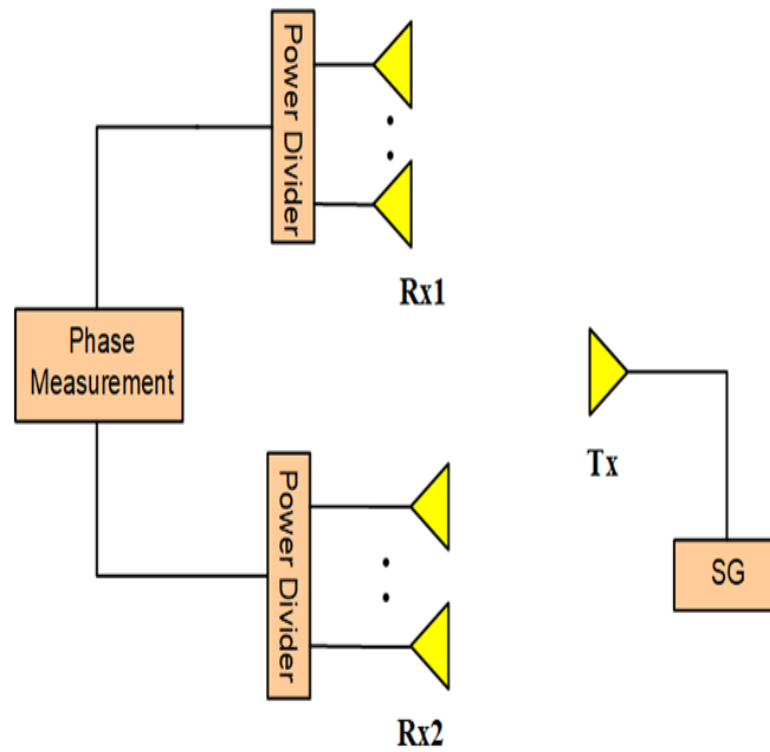 Power Divider
Rx1
Phase
Measurement
Tx
Power Divider
SG
Rx2